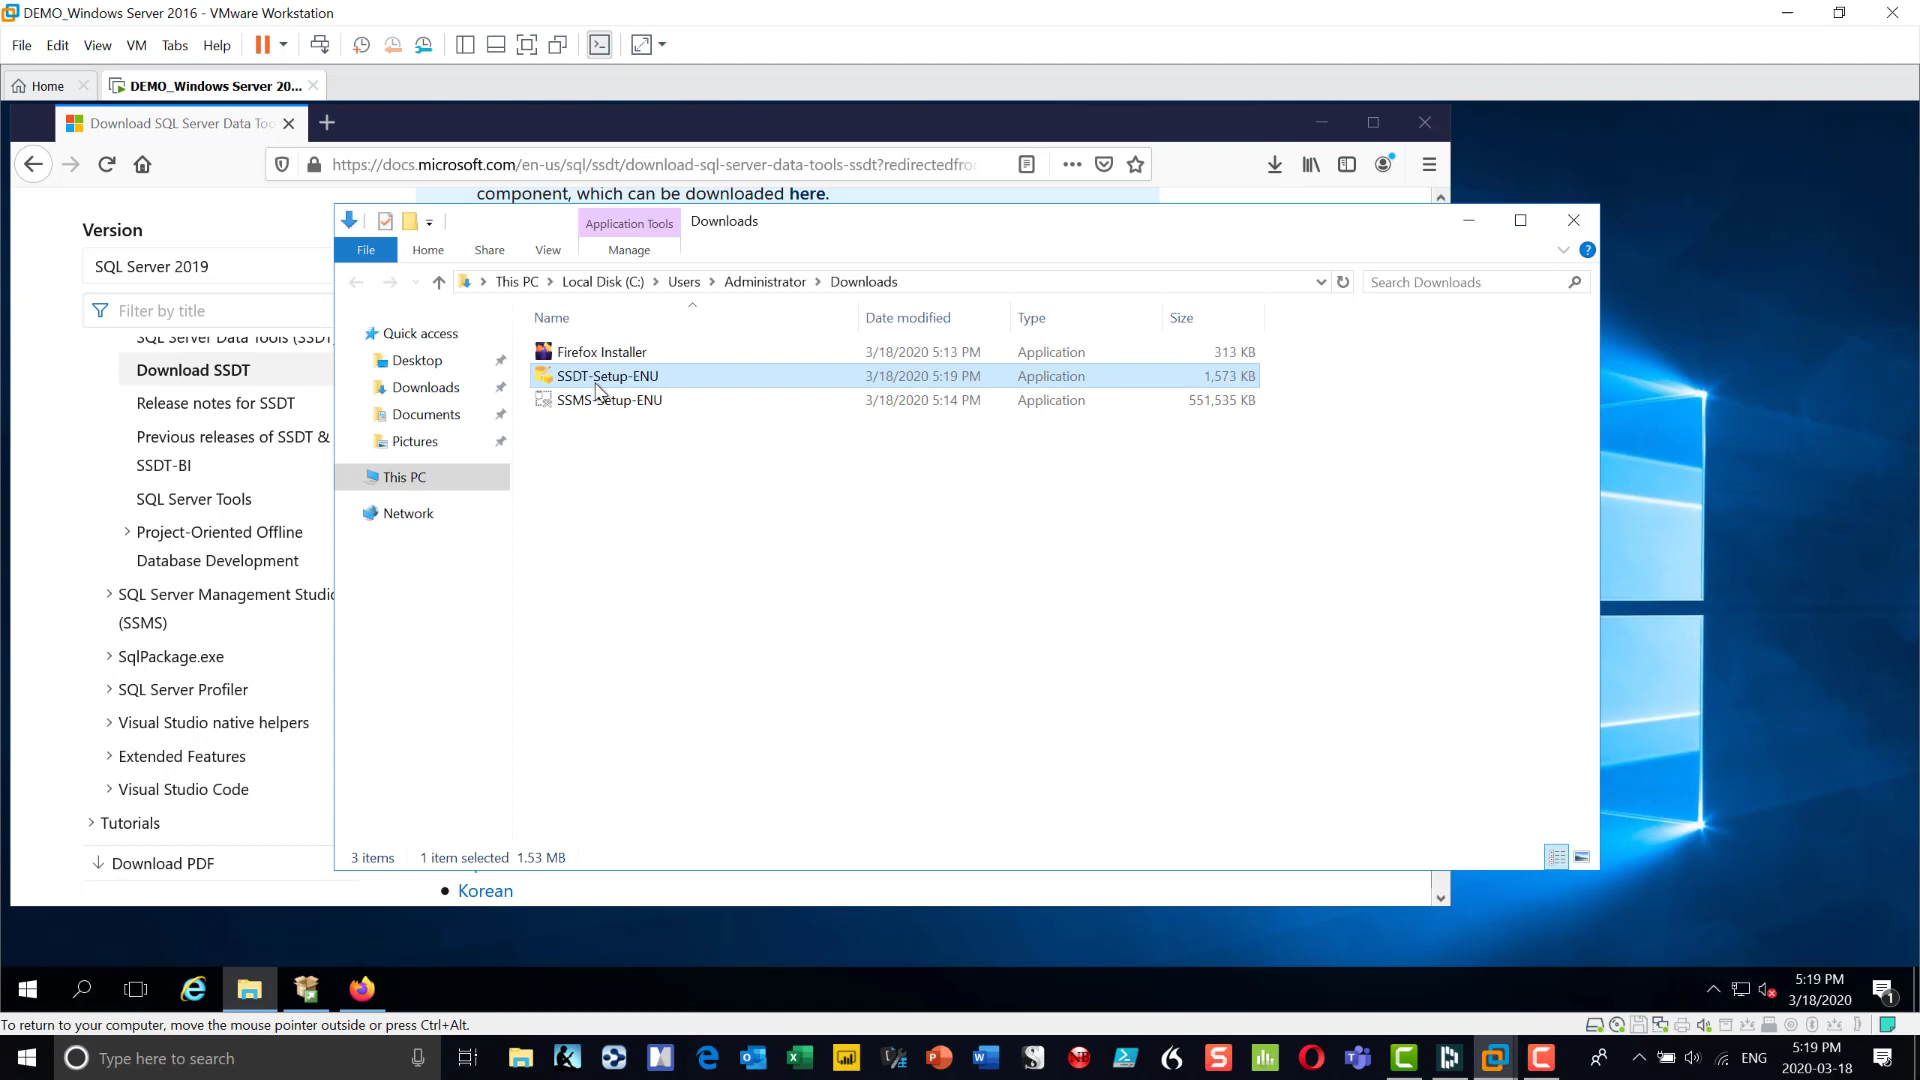 DEMO_Windows Server 2016 - VMware Workstation
File Edit View VM Tabs Help
Home DEMO_Windows Server 20...
Download SQL Server Data Too
https://docs.microsoft.com/en-us/sql/ssdt/download-sql-server-data-tools-ssdt?redirectedfro
component, which can be downloaded here.
Version
SQL Server 2019
Filter by title
SQL Server Data Tools (SSDT)
Download SSDT
Release notes for SSDT
Previous releases of SSDT &
SSDT-BI
SQL Server Tools
Project-Oriented Offline
Database Development
SQL Server Management Studio
(SSMS)
SqlPackage.exe
SQL Server Profiler
Visual Studio native helpers
Extended Features
Visual Studio Code
Tutorials
Download PDF
Application Tools Downloads
File Home Share View Manage
This PC Local Disk (C:) Users Administrator Downloads
Search Downloads
Quick access
Desktop
Downloads
Documents
Pictures
This PC
Network
Name Date modified Type Size
Firefox Installer 3/18/2020 5:13 PM Application 313 KB
SSDT-Setup-ENU 3/18/2020 5:19 PM Application 1,573 KB
SSMS-Setup-ENU 3/18/2020 5:14 PM Application 551,535 KB
3 items 1 item selected 1.53 MB
Korean
5:19 PM
3/18/2020
1
To return to your computer, move the mouse pointer outside or press Ctrl+Alt.
Type here to search
ENG
5:19 PM
2020-03-18